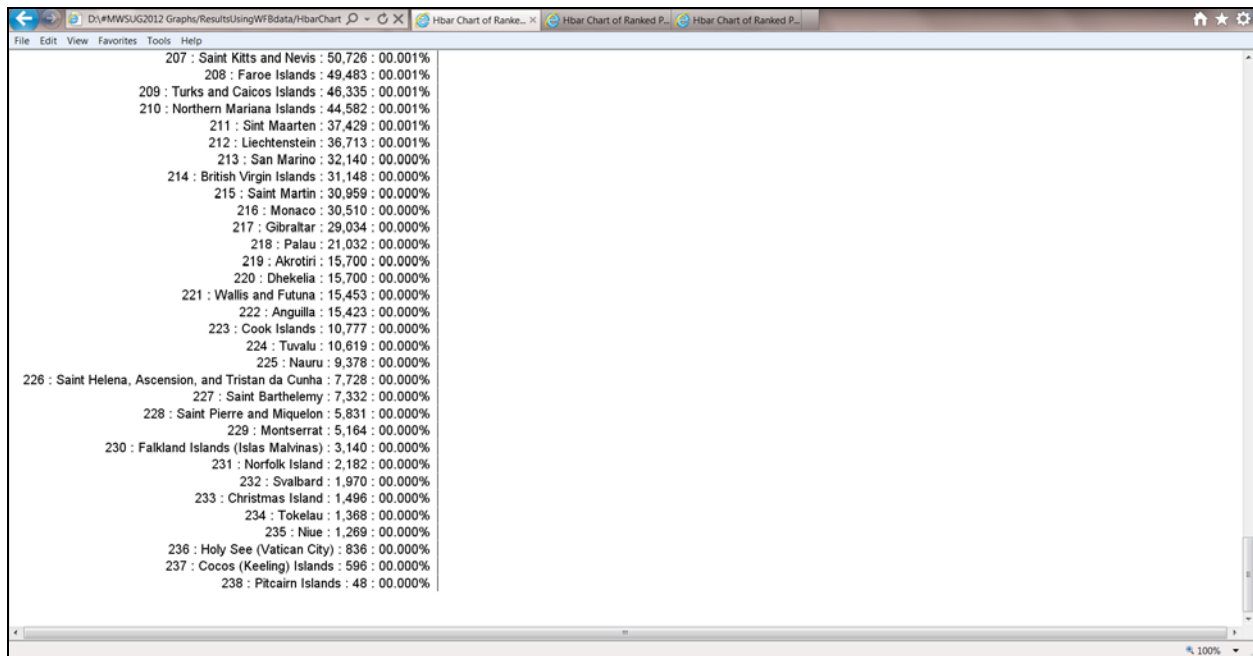 D:\#MWSUG2012 Graphs/ResultsUsingWFBdata/HbarChart
Hbar Chart of Ranke...
Hbar Chart of Ranked P...
Hbar Chart of Ranked P...
File Edit View Favorites Tools Help
207 : Saint Kitts and Nevis : 50,726 : 00.001%
208 : Faroe Islands : 49,483 : 00.001%
209 : Turks and Caicos Islands : 46,335 : 00.001%
210 : Northern Mariana Islands : 44,582 : 00.001%
211 : Sint Maarten : 37,429 : 00.001%
212 : Liechtenstein : 36,713 : 00.001%
213 : San Marino : 32,140 : 00.000%
214 : British Virgin Islands : 31,148 : 00.000%
215 : Saint Martin : 30,959 : 00.000%
216 : Monaco : 30,510 : 00.000%
217 : Gibraltar : 29,034 : 00.000%
218 : Palau : 21,032 : 00.000%
219 : Akrotiri : 15,700 : 00.000%
220 : Dhekelia : 15,700 : 00.000%
221 : Wallis and Futuna : 15,453 : 00.000%
222 : Anguilla : 15,423 : 00.000%
223 : Cook Islands : 10,777 : 00.000%
224 : Tuvalu : 10,619 : 00.000%
225 : Nauru : 9,378 : 00.000%
226 : Saint Helena, Ascension, and Tristan da Cunha : 7,728 : 00.000%
227 : Saint Barthelemy : 7,332 : 00.000%
228 : Saint Pierre and Miquelon : 5,831 : 00.000%
229 : Montserrat : 5,164 : 00.000%
230 : Falkland Islands (Islas Malvinas) : 3,140 : 00.000%
231 : Norfolk Island : 2,182 : 00.000%
232 : Svalbard : 1,970 : 00.000%
233 : Christmas Island : 1,496 : 00.000%
234 : Tokelau : 1,368 : 00.000%
235 : Niue : 1,269 : 00.000%
236 : Holy See (Vatican City) : 836 : 00.000%
237 : Cocos (Keeling) Islands : 596 : 00.000%
238 : Pitcairn Islands : 48 : 00.000%
100%